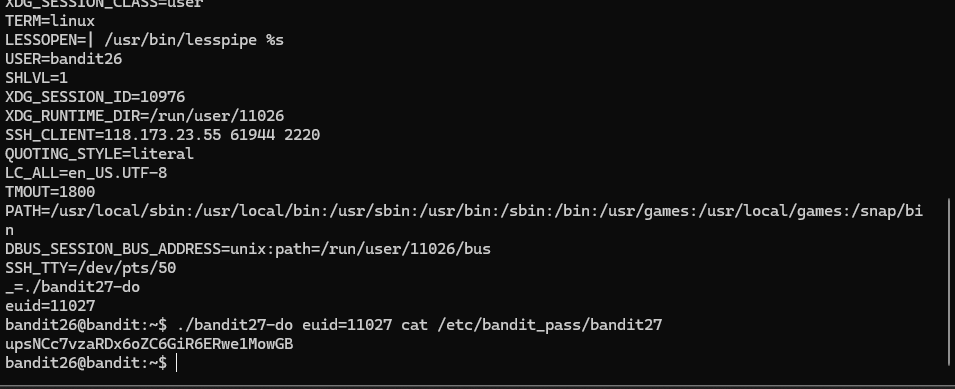 XDG_SESSION_CLASS=user
TERM=linux
LESSOPEN=| /usr/bin/lesspipe %s
USER=bandit26
SHLVL=1
XDG_SESSION_ID=10976
XDG_RUNTIME_DIR=/run/user/11026
SSH_CLIENT=118.173.23.55 61944 2220
QUOTING_STYLE=literal
LC_ALL=en_US.UTF-8
TMOUT=1800
PATH=/usr/local/sbin:/usr/local/bin:/usr/sbin:/usr/bin:/sbin:/bin:/usr/games:/usr/local/games:/snap/bi
n
DBUS_SESSION_BUS_ADDRESS=unix:path=/run/user/11026/bus
SSH_TTY=/dev/pts/50
_=./bandit27-do
euid=11027
bandit26@bandit:~$ ./bandit27-do euid=11027 cat /etc/bandit_pass/bandit27
upsNCc7vzaRDx6oZC6GiR6ERwe1MowGB
bandit26@bandit:~$